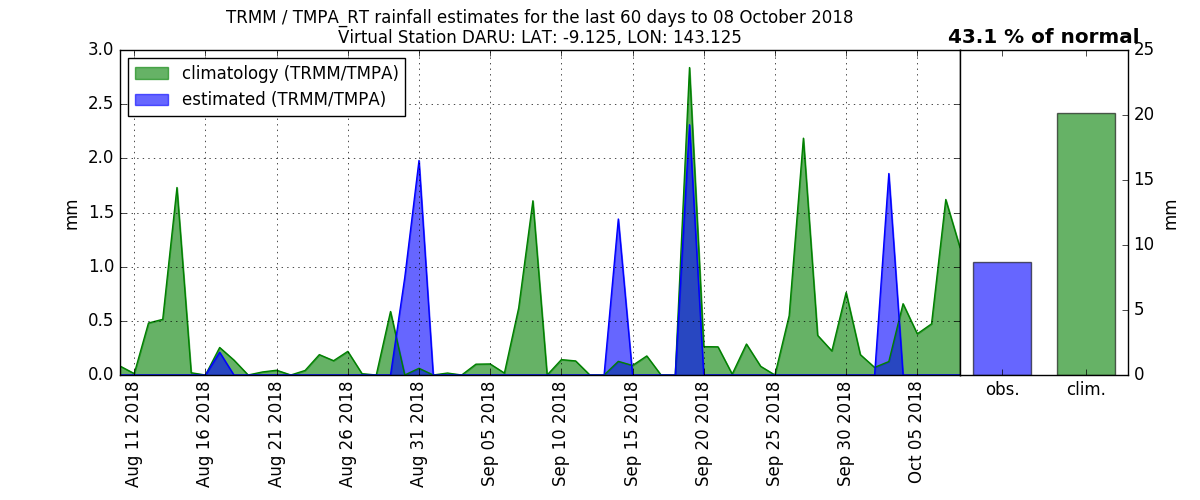 TRMM / TMPA_RT rainfall estimates for the last 60 days to 08 October 2018
Virtual Station DARU: LAT: -9.125, LON: 143.125
43.1 % of normal
climatology (TRMM/TMPA)
estimated (TRMM/TMPA)
3.0
2.5
2.0
1.5
1.0
0.5
0.0
mm
Aug 11 2018
Aug 16 2018
Aug 21 2018
Aug 26 2018
Aug 31 2018
Sep 05 2018
Sep 10 2018
Sep 15 2018
Sep 20 2018
Sep 25 2018
Sep 30 2018
Oct 05 2018
obs.
clim.
25
20
15
10
5
0
mm